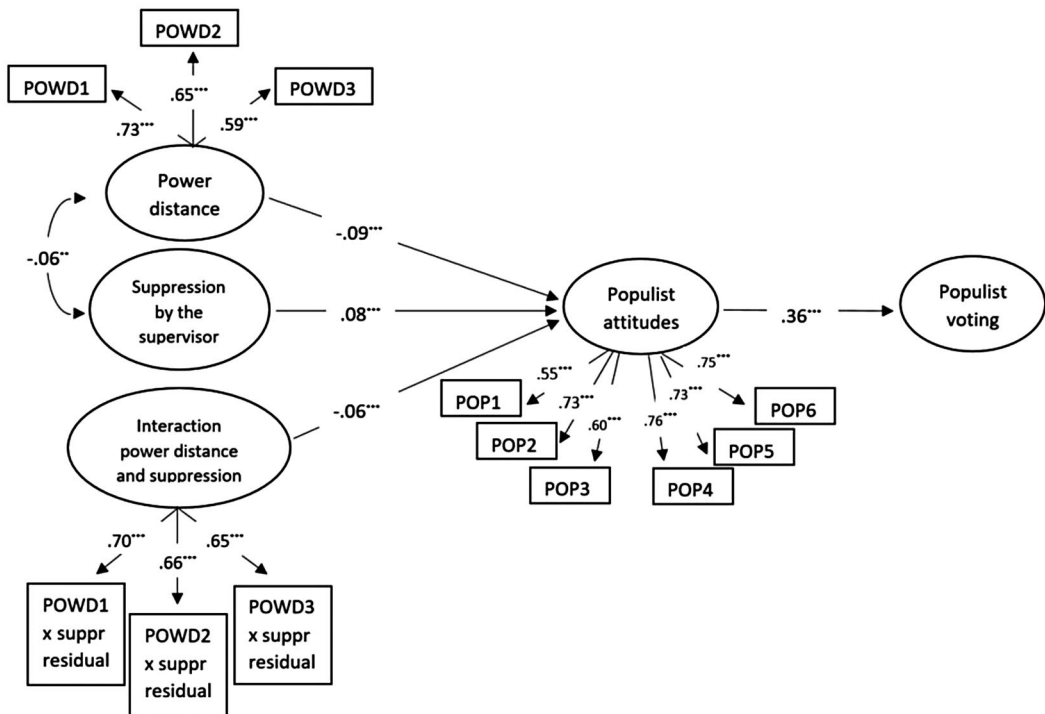 POWD2
POWD1
POWD3
.65***
.73***
.59***
Power
distance
-.06**
-.09***
Suppression
by the
supervisor
.08***
Populist
attitudes
.36***
Populist
voting
Interaction
power distance
and suppression
-.06***
.55***
.73***
.60***
.76***
.73***
.75***
POP1
POP2
POP3
POP4
POP5
POP6
.70***
.66***
.65***
POWD1
x suppr
residual
POWD2
x suppr
residual
POWD3
x suppr
residual